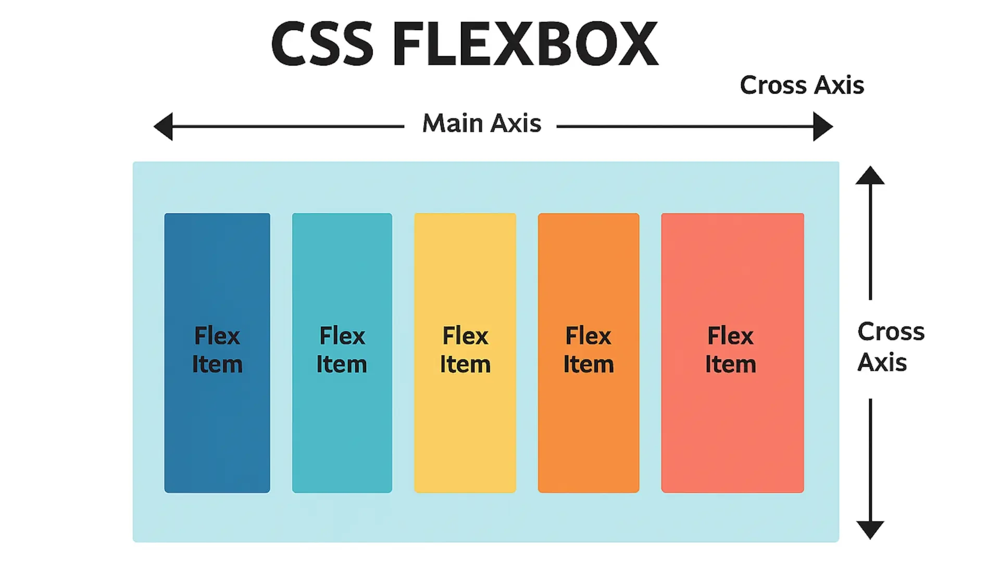 CSS FLEXBOX
Cross Axis
Main Axis
Flex
Item
Flex
Item
Flex
Item
Flex
Item
Flex
Item
Cross
Axis